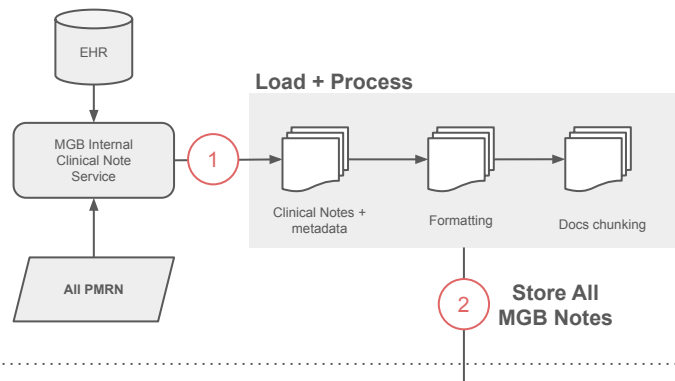 EHR
Load + Process
MGB Internal
Clinical Note
Service
1
Clinical Notes +
metadata
Formatting
Docs chunking
All PMRN
2
Store All
MGB Notes